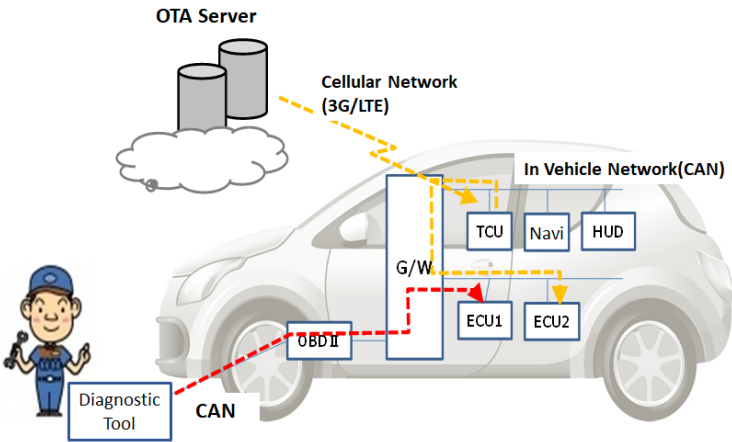 OTA Server
Cellular Network
(3G/LTE)
In Vehicle Network(CAN)
TCU
Navi
HUD
G/W
ECU1
ECU2
OBDⅡ
Diagnostic
Tool
CAN